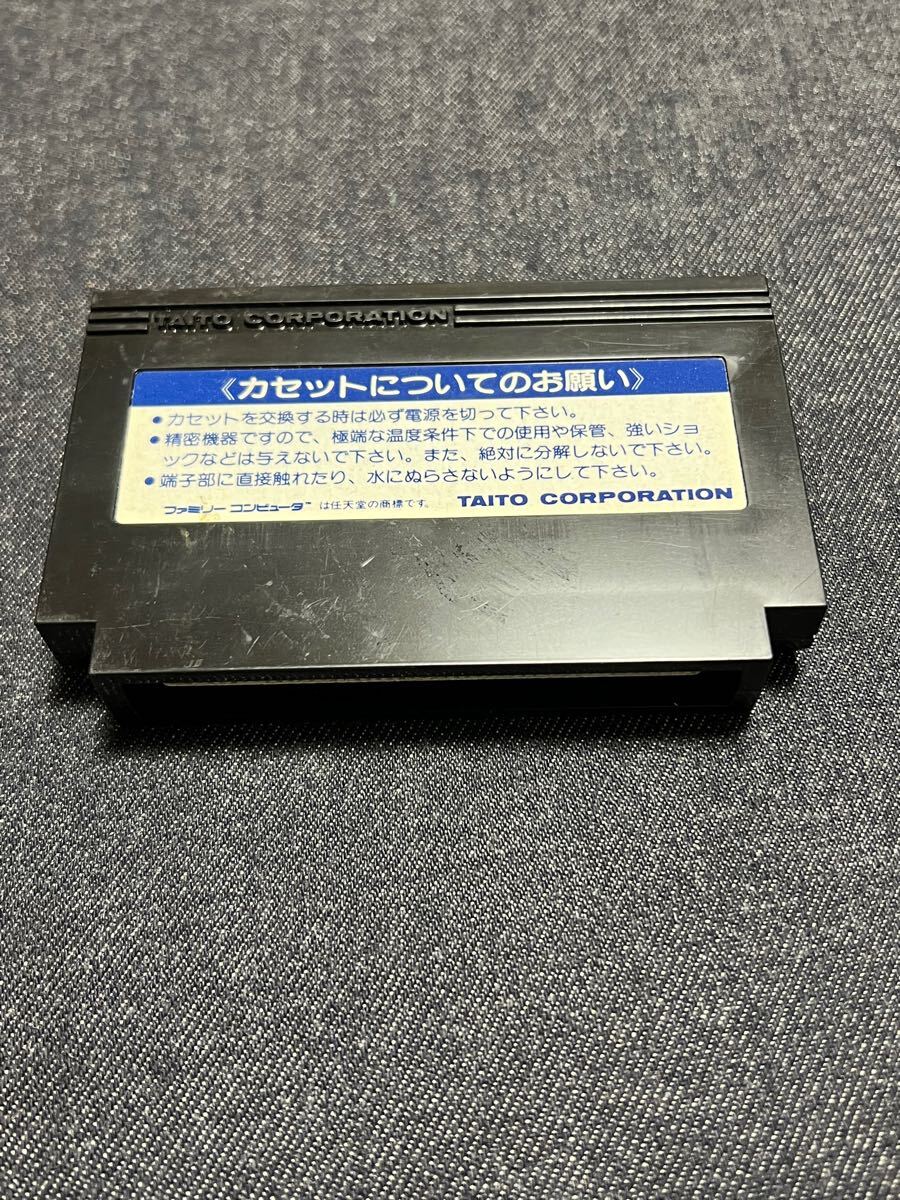 TAITO CORPORATION
《カセットについてのお願い》
• カセットを交換する時は必ず電源を切って下さい。
• 精密機器ですので、極端な温度条件下での使用や保管、強いショ
ックなどは与えないで下さい。また、絶対に分解しないで下さい。
• 端子部に直接触れたり、水にぬらさないようにして下さい。
ファミリーコンピュータ™は任天堂の商標です。 TAITO CORPORATION